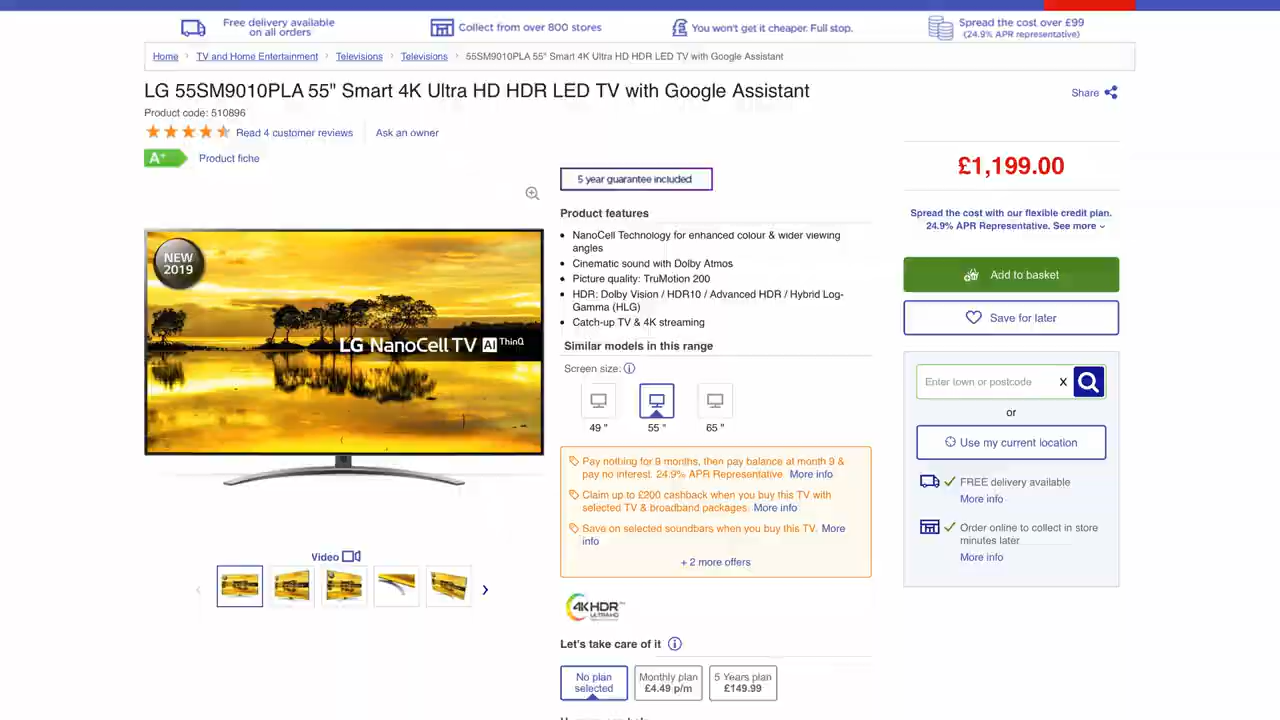 Free delivery available
on all orders
Collect from over 800 stores
You won't get it cheaper. Full stop.
Spread the cost over £99
(24.9% APR representative)
Home
TV and Home Entertainment
Televisions
Televisions
55SM9010PLA 55" Smart 4K Ultra HD HDR LED TV with Google Assistant
LG 55SM9010PLA 55" Smart 4K Ultra HD HDR LED TV with Google Assistant
Share
Product code: 510896
Read 4 customer reviews
Ask an owner
A+
Product fiche
£1,199.00
Spread the cost with our flexible credit plan.
24.9% APR Representative. See more
Add to basket
Save for later
Enter town or postcode
X
or
Use my current location
FREE delivery available
More info
Order online to collect in store
minutes later
More info
5 year guarantee included
Product features
NanoCell Technology for enhanced colour & wider viewing
angles
Cinematic sound with Dolby Atmos
Picture quality: TruMotion 200
HDR: Dolby Vision / HDR10 / Advanced HDR / Hybrid Log-
Gamma (HLG)
Catch-up TV & 4K streaming
Similar models in this range
Screen size:
49 "
55 "
65 "
Pay nothing for 9 months, then pay balance at month 9 &
pay no interest. 24.9% APR Representative. More info
Claim up to £200 cashback when you buy this TV with
selected TV & broadband packages. More info
Save on selected soundbars when you buy this TV. More
info
+ 2 more offers
4K HDR
ULTRA HD
Let's take care of it
No plan
selected
Monthly plan
£4.49 p/m
5 Years plan
£149.99
NEW
2019
LG NanoCell TV AI ThinQ
Video